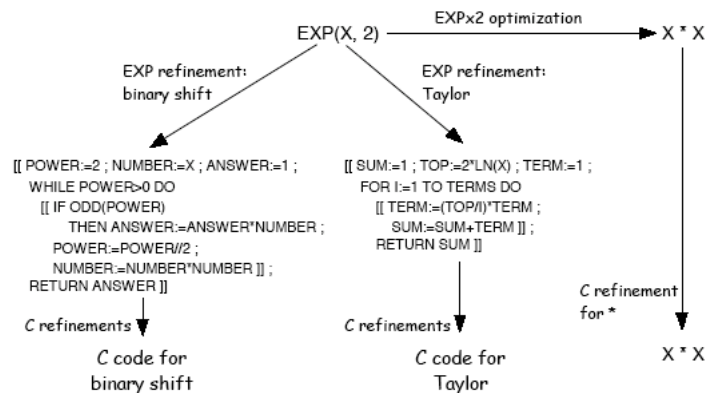 EXPx2 optimization
EXP(X, 2)
X * X
EXP refinement:
binary shift
EXP refinement:
Taylor
[[ POWER:=2 ; NUMBER:=X ; ANSWER:=1 ;
WHILE POWER>0 DO
[[ IF ODD(POWER)
THEN ANSWER:=ANSWER*NUMBER ;
POWER:=POWER//2 ;
NUMBER:=NUMBER*NUMBER ]] ;
RETURN ANSWER ]]
[[ SUM:=1 ; TOP:=2*LN(X) ; TERM:=1 ;
FOR I:=1 TO TERMS DO
[[ TERM:=(TOP/I)*TERM ;
SUM:=SUM+TERM ]] ;
RETURN SUM ]]
C refinement
for *
C refinements
C refinements
C code for
binary shift
C code for
Taylor
X * X